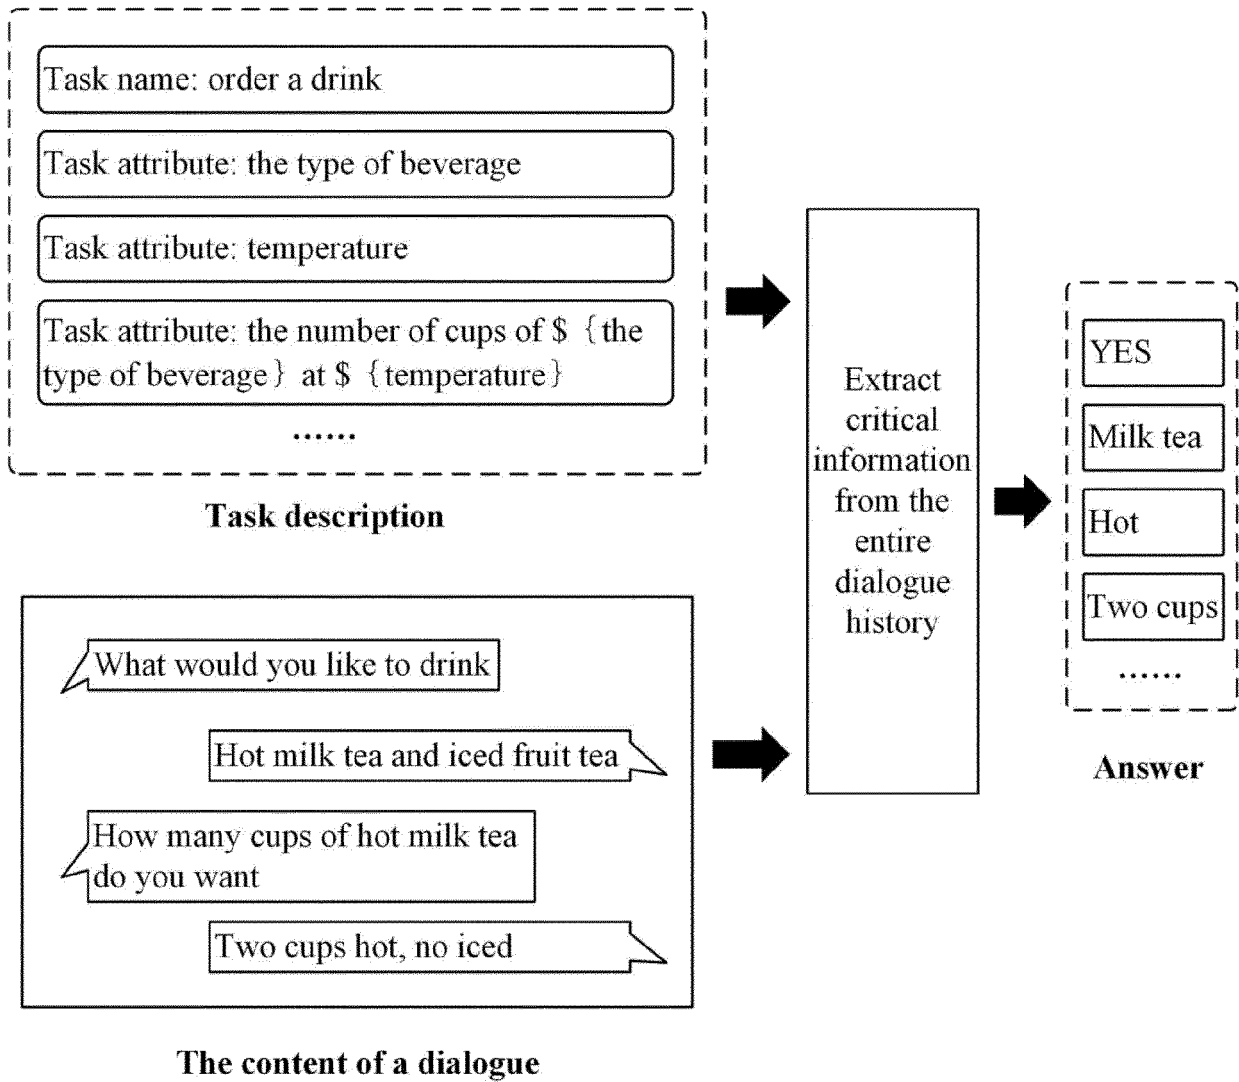 Task name: order a drink
Task attribute: the type of beverage
Task attribute: temperature
Task attribute: the number of cups of $｛the
type of beverage｝at $｛temperature｝
......
Task description
What would you like to drink
Hot milk tea and iced fruit tea
How many cups of hot milk tea
do you want
Two cups hot, no iced
The content of a dialogue
Extract
critical
information
from the
entire
dialogue
history
YES
Milk tea
Hot
Two cups
......
Answer